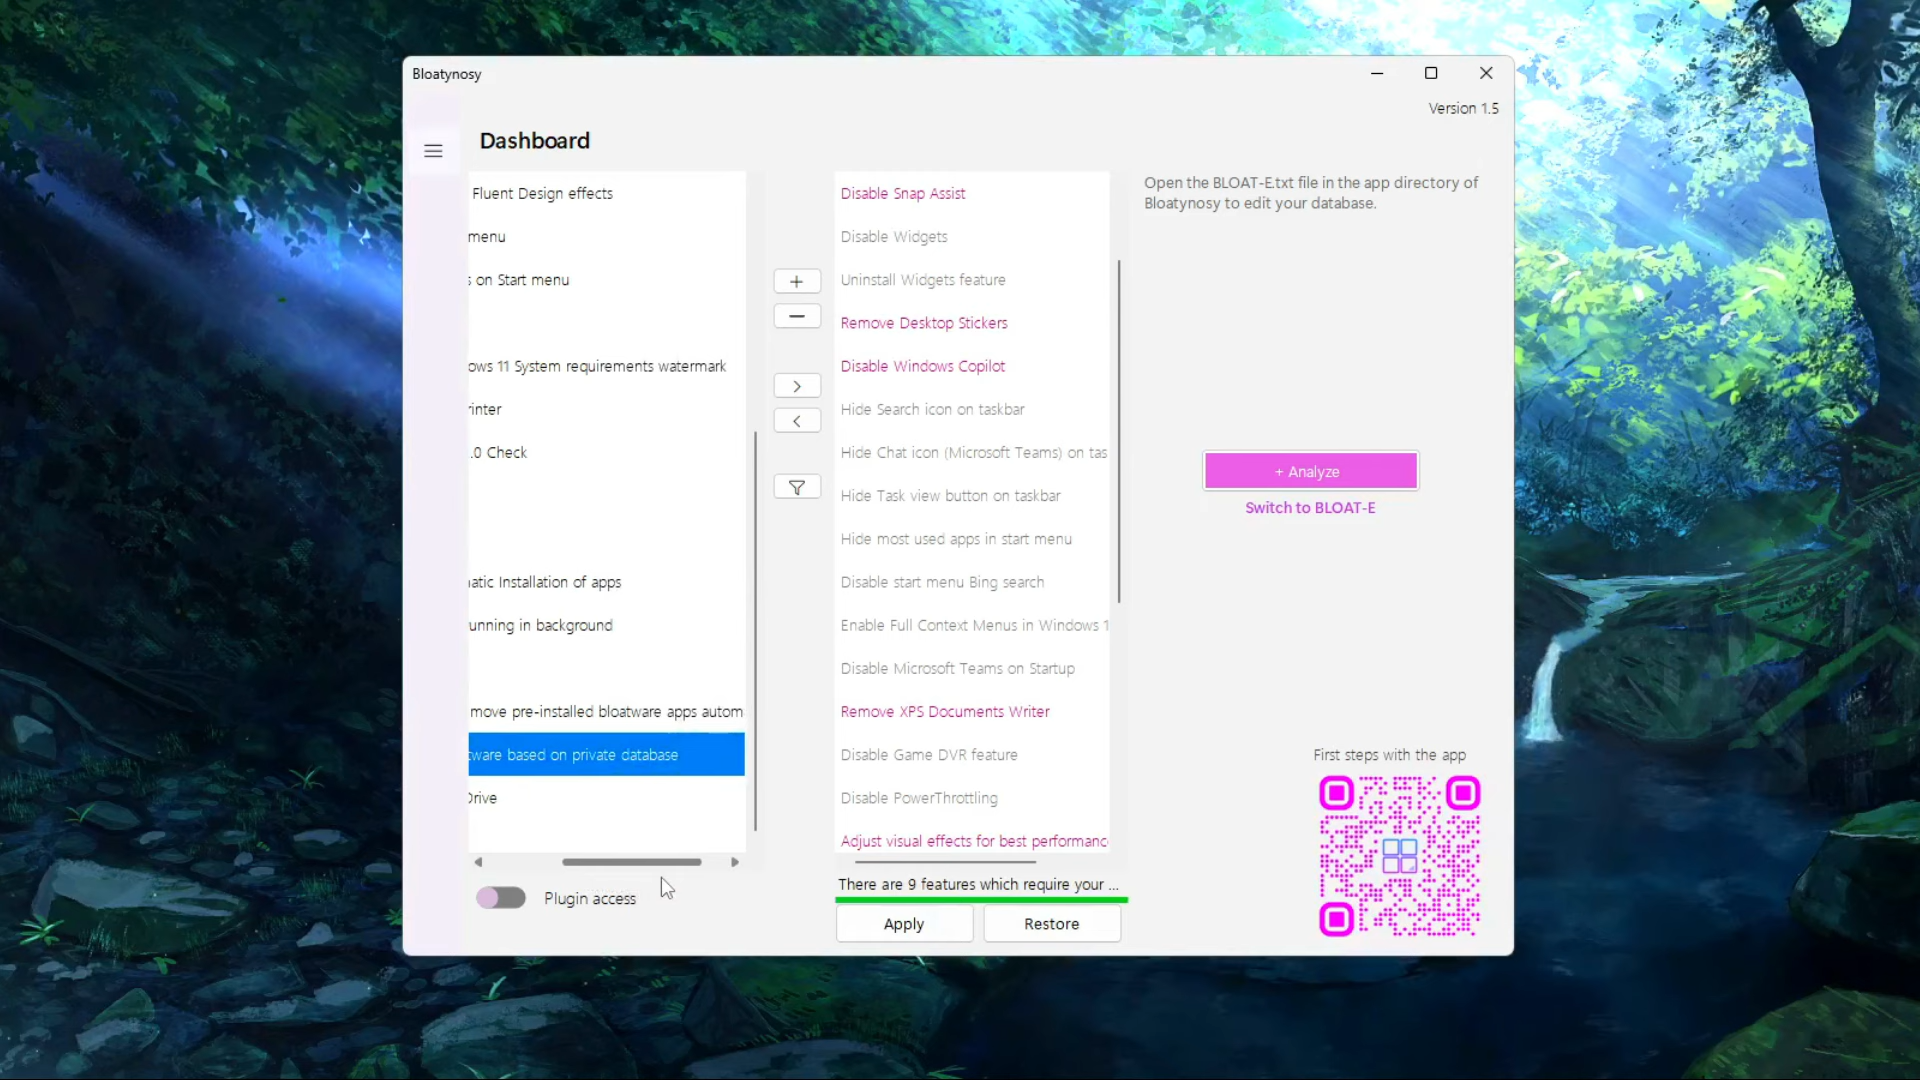 Bloatynosy
Version 1.5
Dashboard
Fluent Design effects
menu
s on Start menu
ows 11 System requirements watermark
rinter
.0 Check
atic Installation of apps
unning in background
move pre-installed bloatware apps autom
tware based on private database
Drive
Plugin access
Disable Snap Assist
Disable Widgets
Uninstall Widgets feature
Remove Desktop Stickers
Disable Windows Copilot
Hide Search icon on taskbar
Hide Chat icon (Microsoft Teams) on tas
Hide Task view button on taskbar
Hide most used apps in start menu
Disable start menu Bing search
Enable Full Context Menus in Windows 1
Disable Microsoft Teams on Startup
Remove XPS Documents Writer
Disable Game DVR feature
Disable PowerThrottling
Adjust visual effects for best performance
There are 9 features which require your ...
Apply
Restore
Open the BLOAT-E.txt file in the app directory of
Bloatynosy to edit your database.
+ Analyze
Switch to BLOAT-E
First steps with the app